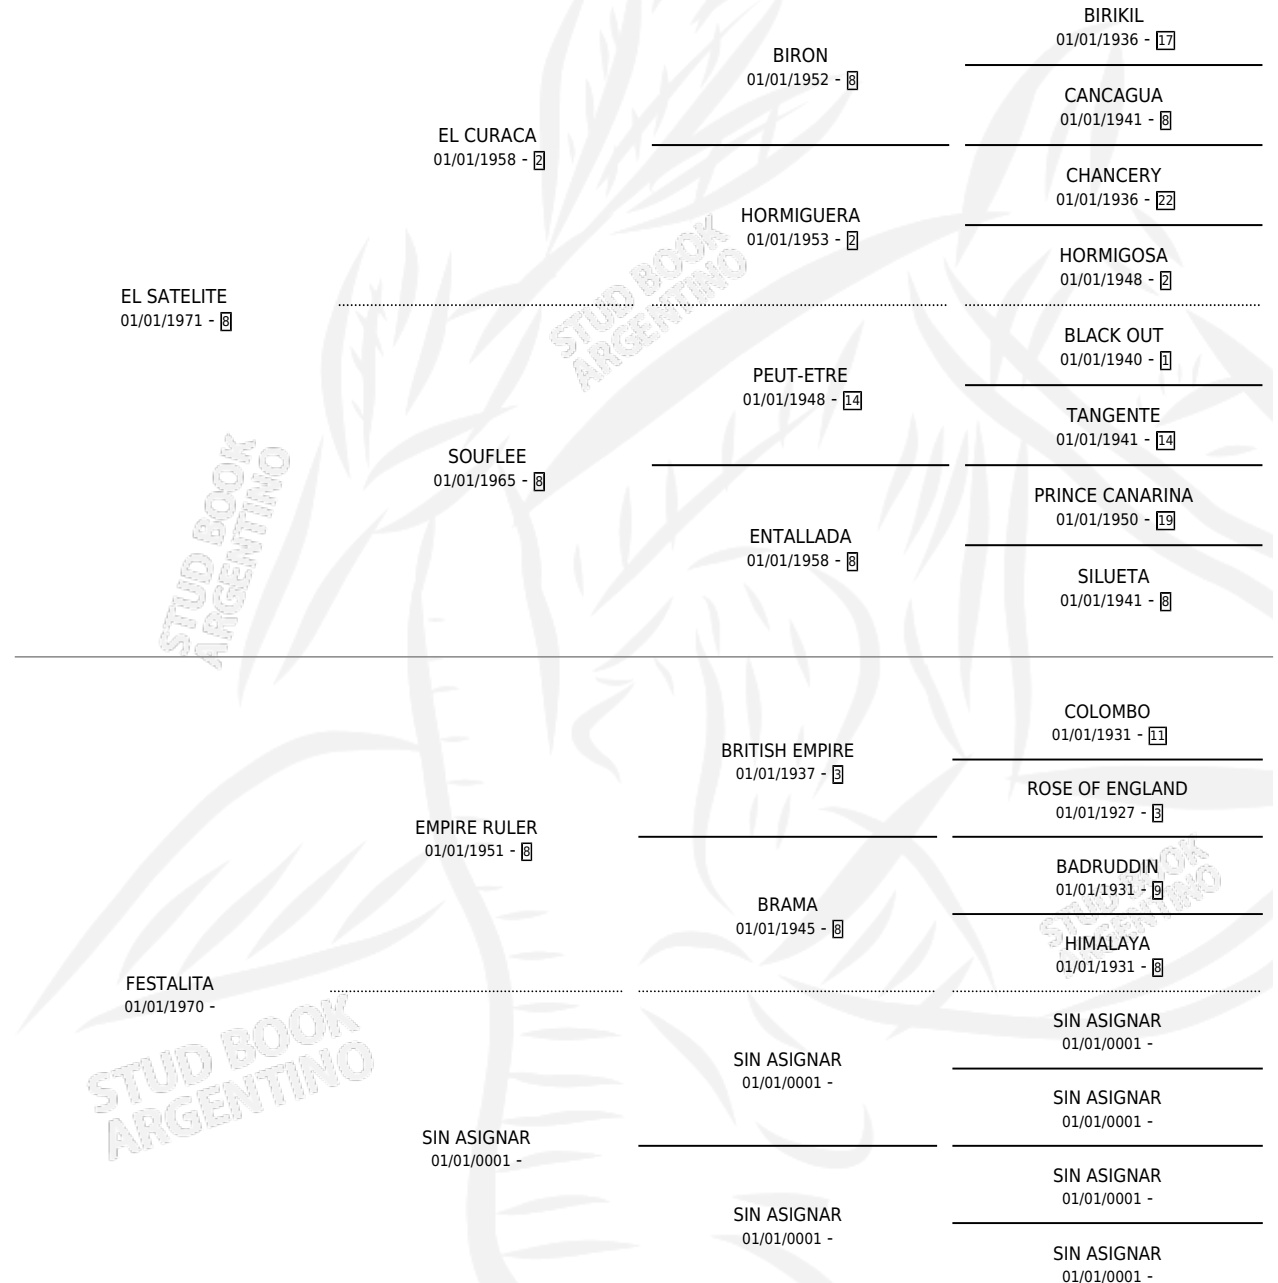 BIRIKIL
01/01/1936 - 17
BIRON
01/01/1952 - 8
CANCAGUA
01/01/1941 - 8
EL CURACA
01/01/1958 - 2
CHANCERY
01/01/1936 - 22
HORMIGUERA
01/01/1953 - 2
HORMIGOSA
01/01/1948 - 2
EL SATELITE
01/01/1971 - 8
BLACK OUT
01/01/1940 - 1
PEUT-ETRE
01/01/1948 - 14
TANGENTE
01/01/1941 - 14
SOUFLEE
01/01/1965 - 8
PRINCE CANARINA
01/01/1950 - 19
ENTALLADA
01/01/1958 - 8
SILUETA
01/01/1941 - 8
COLOMBO
01/01/1931 - 11
BRITISH EMPIRE
01/01/1937 - 3
ROSE OF ENGLAND
01/01/1927 - 3
EMPIRE RULER
01/01/1951 - 8
BADRUDDIN
01/01/1931 - 9
BRAMA
01/01/1945 - 8
HIMALAYA
01/01/1931 - 8
FESTALITA
01/01/1970 -
SIN ASIGNAR
01/01/0001 -
SIN ASIGNAR
01/01/0001 -
SIN ASIGNAR
01/01/0001 -
SIN ASIGNAR
01/01/0001 -
SIN ASIGNAR
01/01/0001 -
SIN ASIGNAR
01/01/0001 -
SIN ASIGNAR
01/01/0001 -
STUD BOOK
ARGENTINO
STUD BOOK
ARGENTINO
STUD BOOK
ARGENTINO
STUD BOOK
ARGENTINO